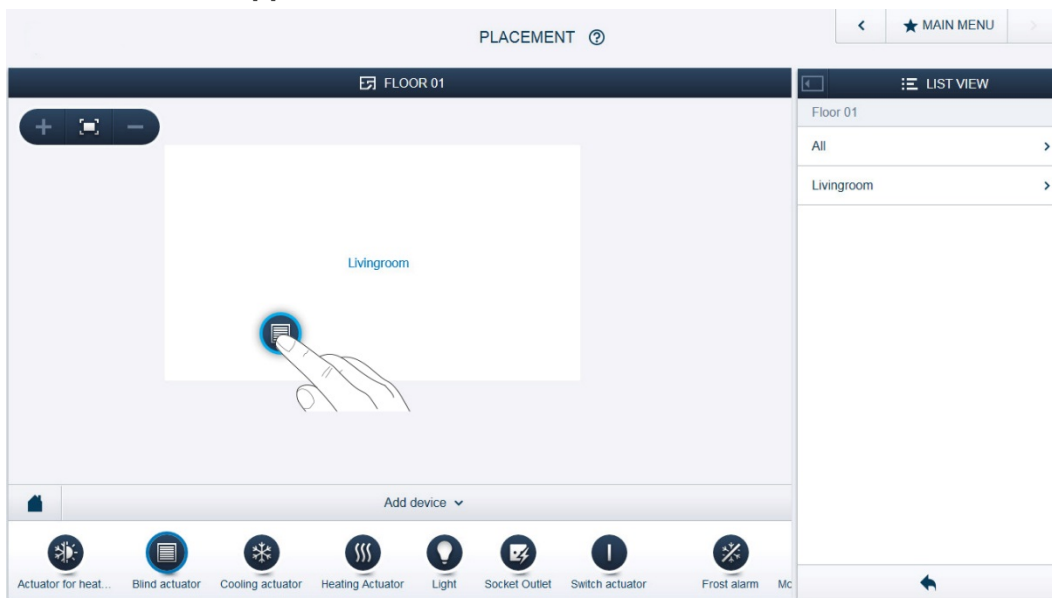 PLACEMENT ?
MAIN MENU
FLOOR 01
LIST VIEW
Floor 01
All
Livingroom
Livingroom
Add device
Actuator for heat...
Blind actuator
Cooling actuator
Heating Actuator
Light
Socket Outlet
Switch actuator
Frost alarm
Mc